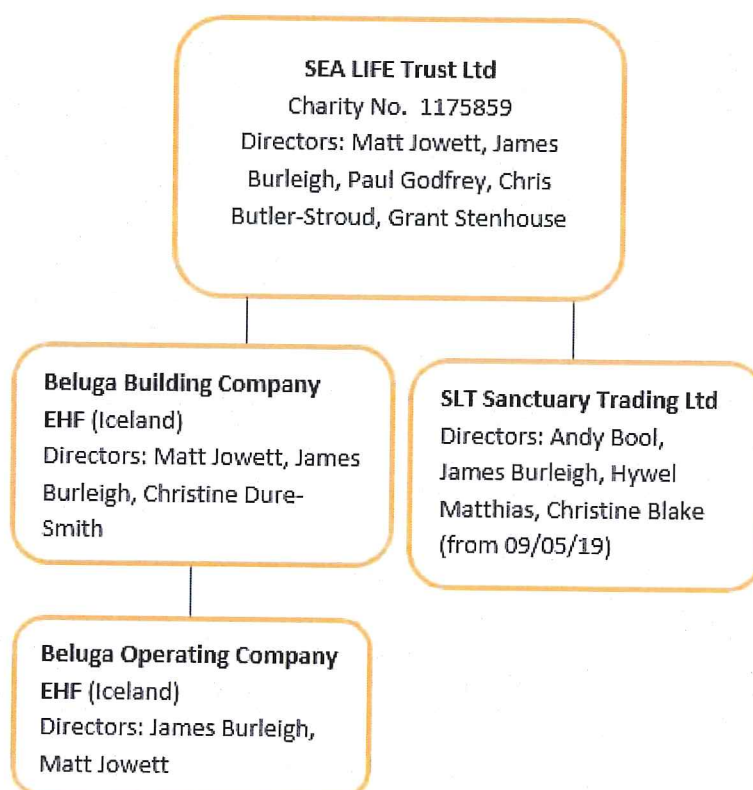 SEA LIFE Trust Ltd
Charity No. 1175859
Directors: Matt Jowett, James
Burleigh, Paul Godfrey, Chris
Butler-Stroud, Grant Stenhouse
Beluga Building Company
EHF (Iceland)
Directors: Matt Jowett, James
Burleigh, Christine Dure-
Smith
SLT Sanctuary Trading Ltd
Directors: Andy Bool,
James Burleigh, Hywel
Matthias, Christine Blake
(from 09/05/19)
Beluga Operating Company
EHF (Iceland)
Directors: James Burleigh,
Matt Jowett